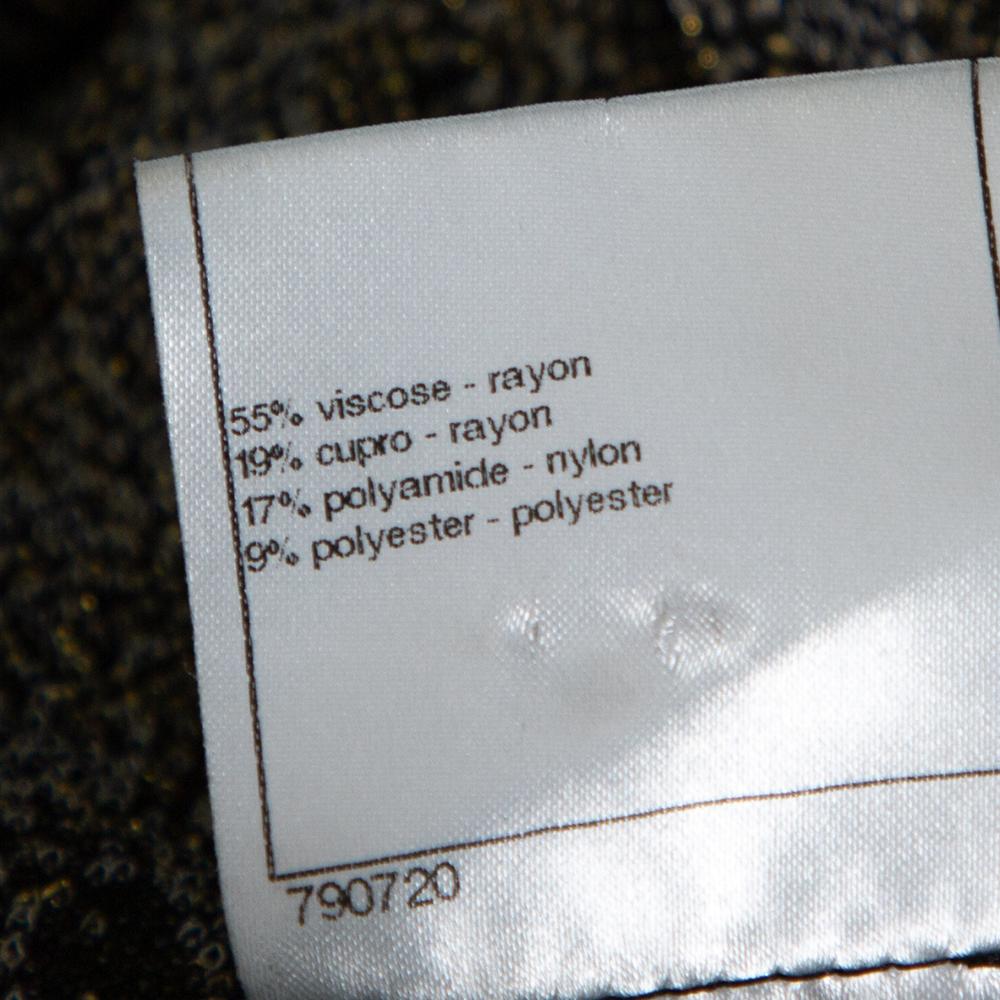 55% viscose - rayon
19% cupro - rayon
17% polyamide - nylon
9% polyester - polyester
790720